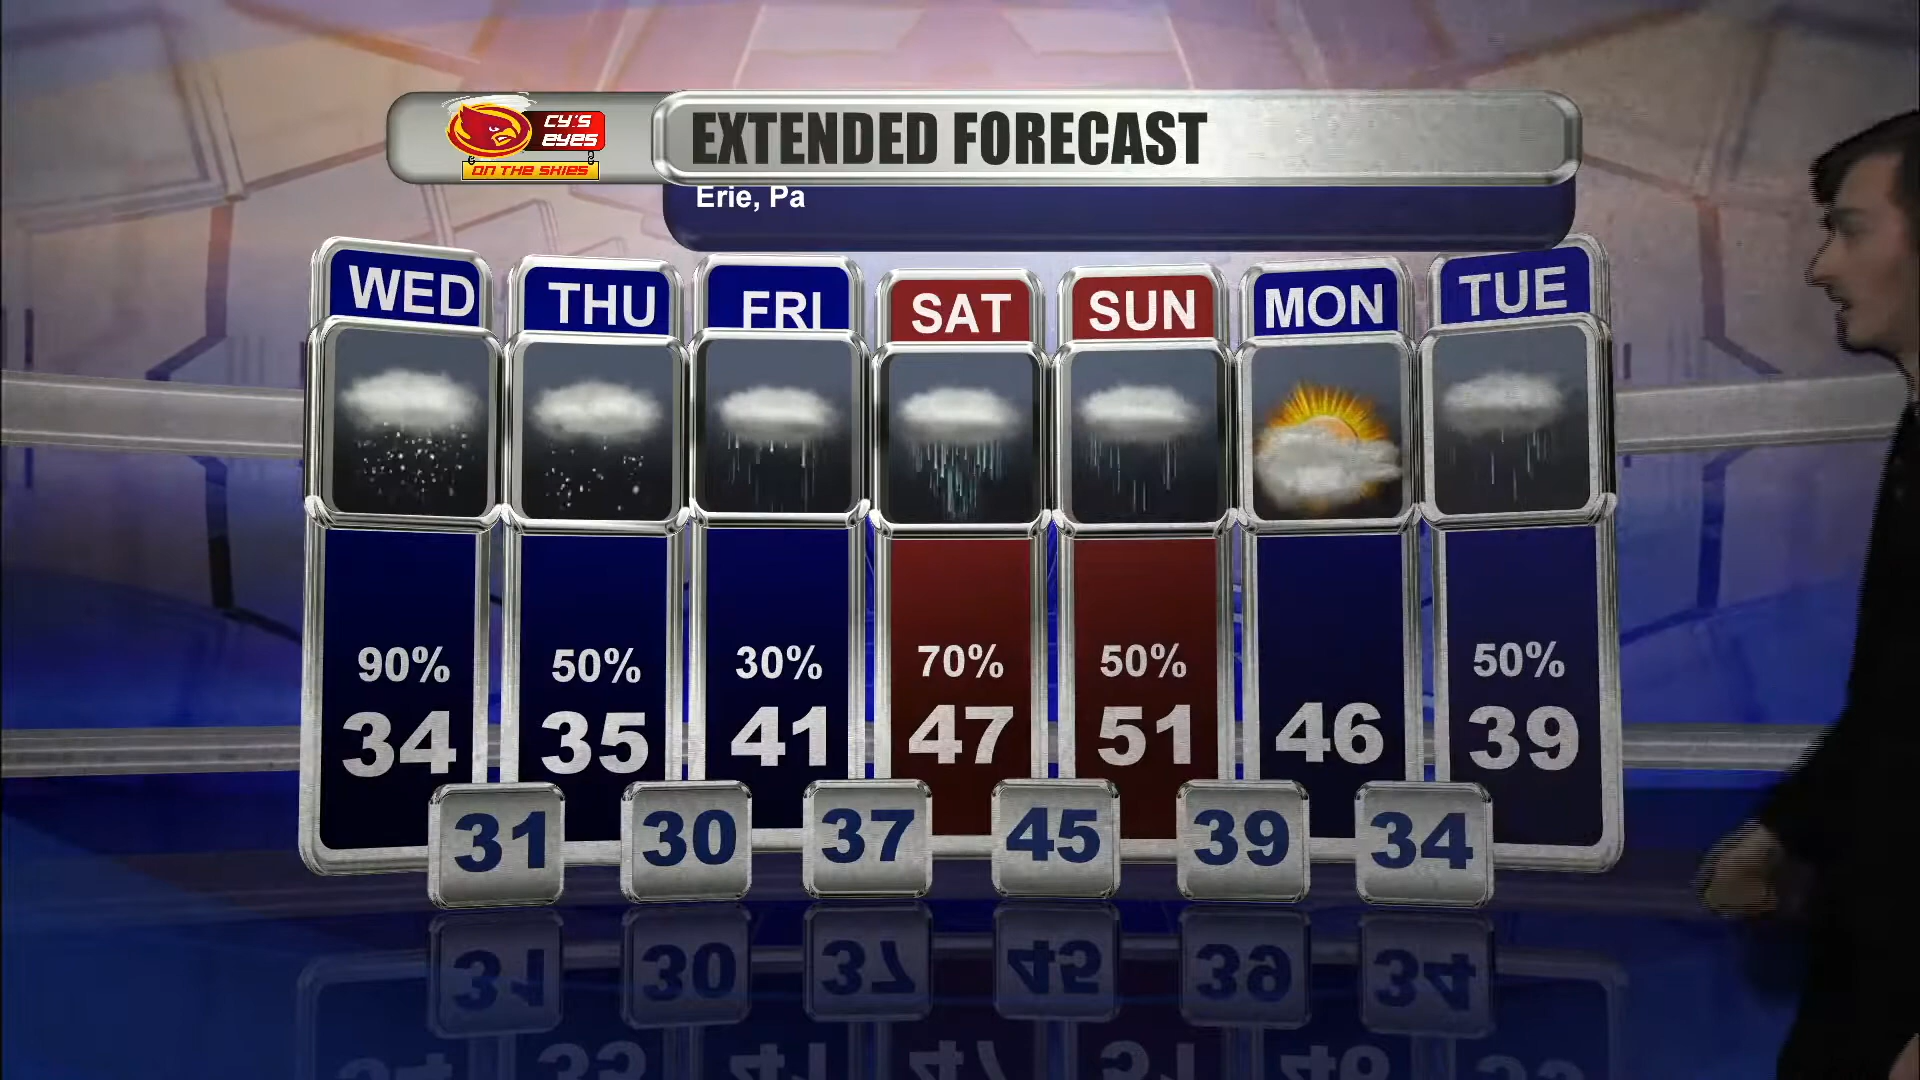 CY'S
EYES
ON THE SKIES
EXTENDED FORECAST
Erie, Pa
WED THU FRI SAT SUN MON TUE
90% 50% 30% 70% 50% 50%
34 35 41 47 51 46 39
31 30 37 45 39 34